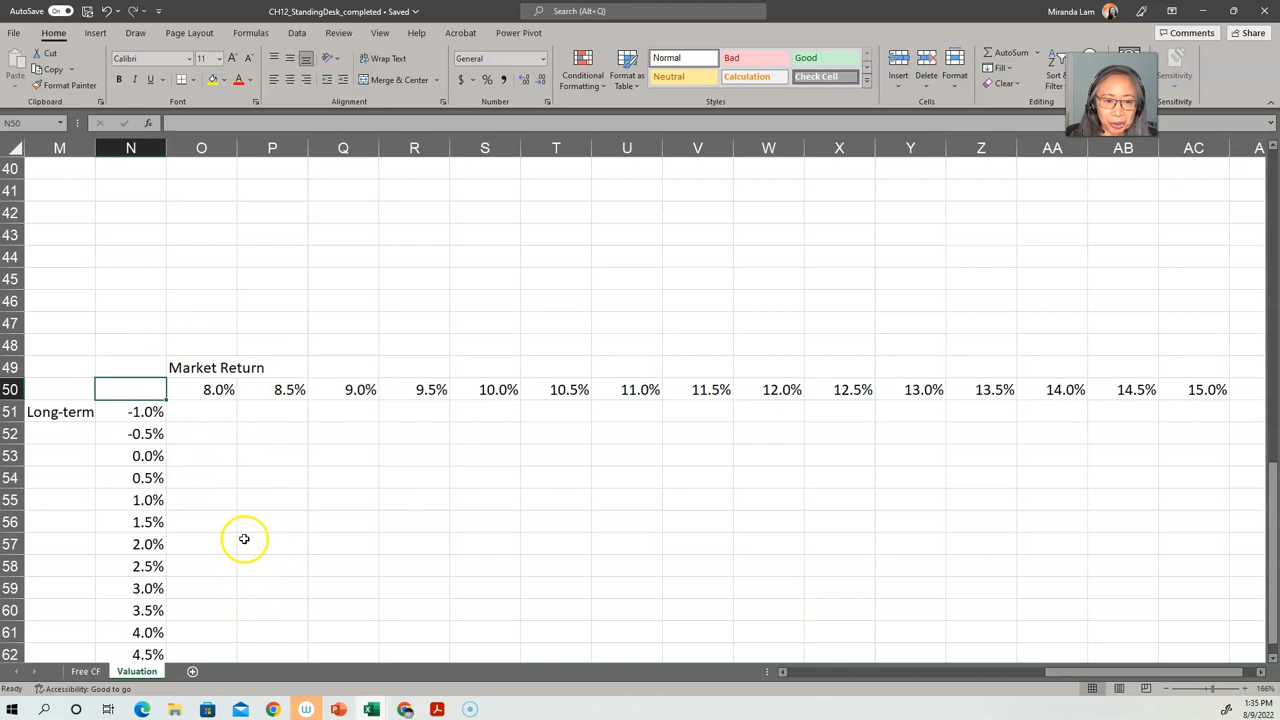 AutoSave On CH12_StandingDesk_completed • Saved Search (Alt+Q) Miranda Lam
File Home Insert Draw Page Layout Formulas Data Review View Help Acrobat Power Pivot Comments Share
Paste Cut Copy Format Painter Clipboard
Calibri 11 B I U A Font
Wrap Text Merge & Center Alignment
General $ % Number
Conditional Formatting Format as Table Normal Bad Good Neutral Calculation Check Cell Styles
Insert Delete Format Cells
AutoSum Fill Clear Sort & Editing Sensitivity
N50 fx
M N O P Q R S T U V W X Y Z AA AB AC A
40
41
42
43
44
45
46
47
48
49 Market Return
50 8.0% 8.5% 9.0% 9.5% 10.0% 10.5% 11.0% 11.5% 12.0% 12.5% 13.0% 13.5% 14.0% 14.5% 15.0%
51 Long-term -1.0%
52 -0.5%
53 0.0%
54 0.5%
55 1.0%
56 1.5%
57 2.0%
58 2.5%
59 3.0%
60 3.5%
61 4.0%
62 4.5%
Free CF Valuation
Ready Accessibility: Good to go 166%
1:35 PM
8/9/2022